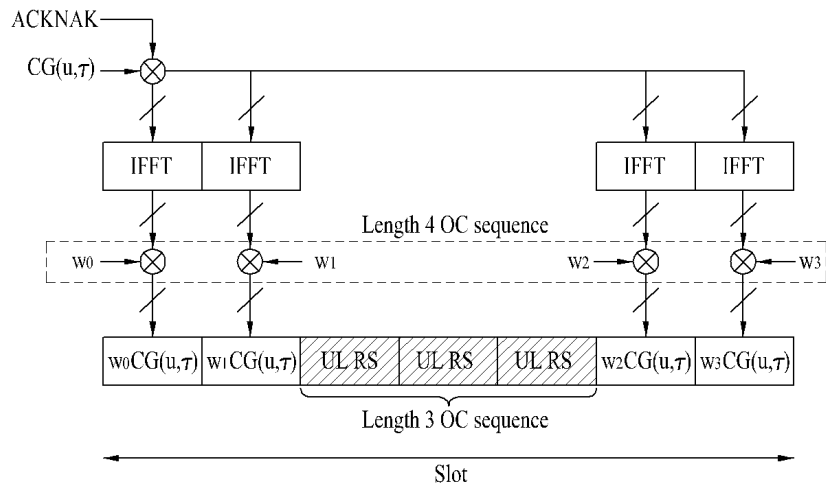 ACKNAK
CG(u,τ)
IFFT IFFT IFFT IFFT
Length 4 OC sequence
w0 w1 w2 w3
w0CG(u,τ) w1CG(u,τ) UL RS UL RS UL RS w2CG(u,τ) w3CG(u,τ)
Length 3 OC sequence
Slot